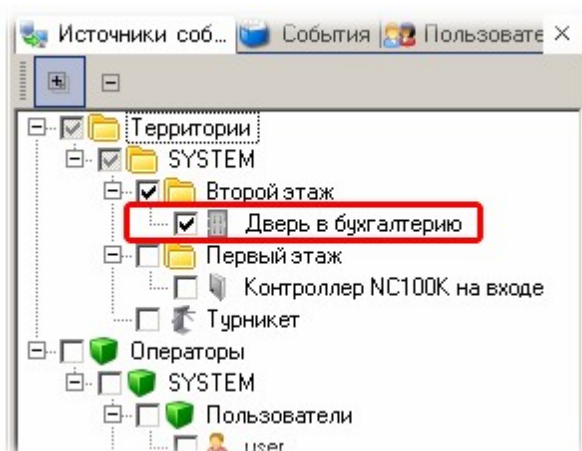 Источники соб... События Пользовате
Территории
SYSTEM
Второй этаж
Дверь в бухгалтерию
Первый этаж
Контроллер NC100K на входе
Турникет
Операторы
SYSTEM
Пользователи
user